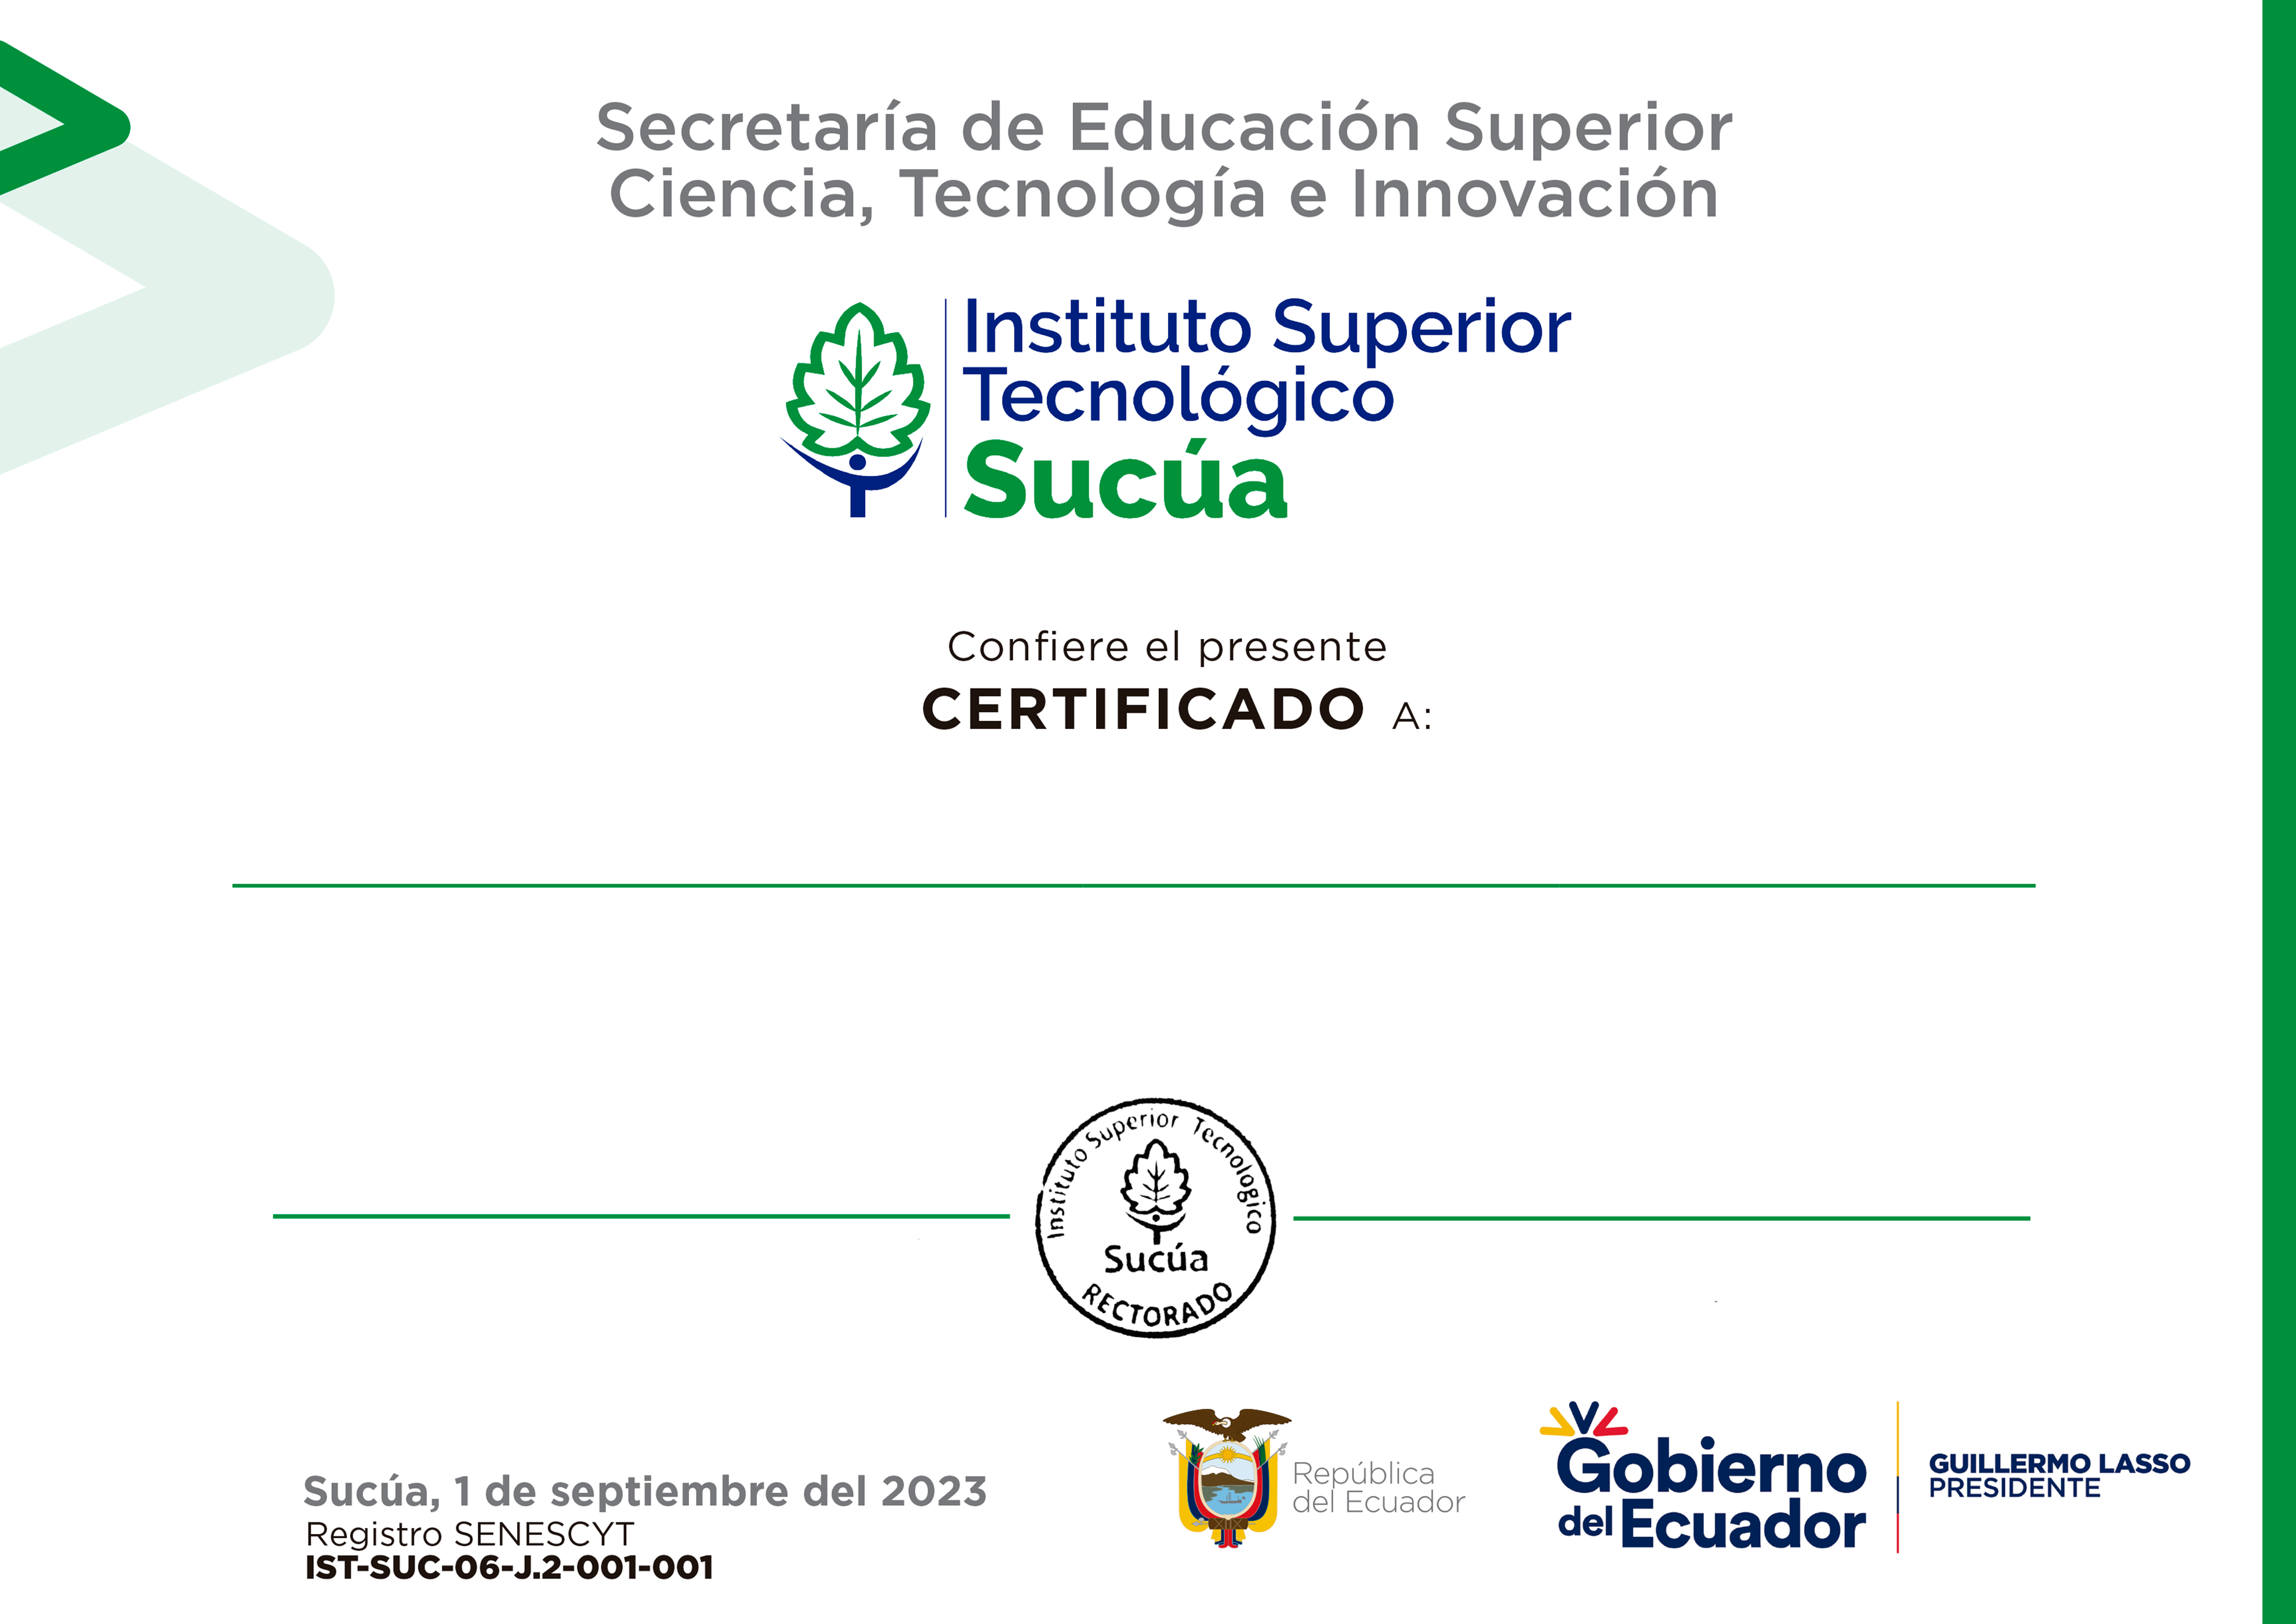 Secretaría de Educación Superior
Ciencia, Tecnología e Innovación
Instituto Superior
Tecnológico
Sucúa
Confiere el presente
CERTIFICADO A:
Instituto Superior Tecnologico
Sucúa
RECTORADO
Sucúa, 1 de septiembre del 2023
Registro SENESCYT
IST-SUC-06-J.2-001-001
República
del Ecuador
Gobierno
del Ecuador
GUILLERMO LASSO
PRESIDENTE